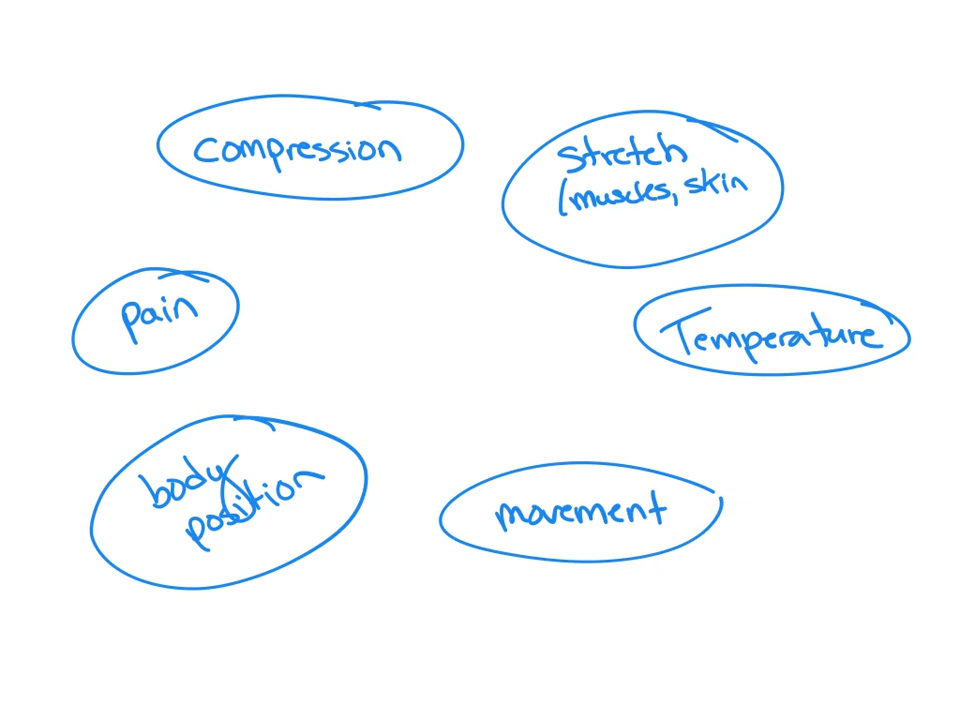 compression
stretch
(muscles, skin
pain
Temperature
body
position
movement